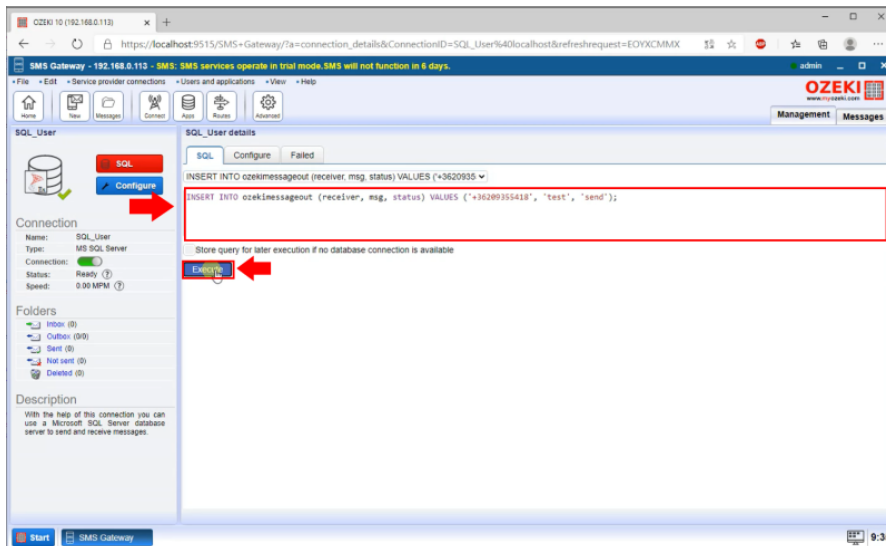 OZEKI 10 (192.168.0.113)
https://localhost:9515/SMS+Gateway/?a=connection_details&ConnectionID=SQL_User%40localhost&refreshrequest=EOYXCMMX
SMS Gateway - 192.168.0.113 - SMS: SMS services operate in trial mode.SMS will not function in 6 days.
admin
File Edit Service provider connections Users and applications View Help
OZEKI
www.myozeki.com
Home New Messages Connect Apps Routes Advanced
Management Messages
SQL_User
SQL
Configure
Connection
Name: SQL_User
Type: MS SQL Server
Connection:
Status: Ready (?)
Speed: 0.00 MPM (?)
Folders
Inbox (0)
Outbox (0/0)
Sent (0)
Not sent (0)
Deleted (0)
Description
With the help of this connection you can
use a Microsoft SQL Server database
server to send and receive messages.
SQL_User details
SQL Configure Failed
INSERT INTO ozekimessageout (receiver, msg, status) VALUES ('+3620935
INSERT INTO ozekimessageout (receiver, msg, status) VALUES ('+36209355418', 'test', 'send');
Store query for later execution if no database connection is available
Execute
Start SMS Gateway
9:3